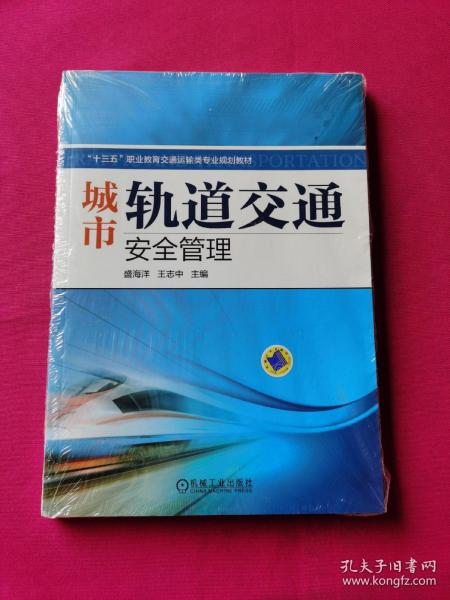 "十三五"职业教育交通运输类专业规划教材
PORTATION
城市
轨道交通
安全管理
盛海洋 王志中 主编
机械工业出版社
CHINA MACHINE PRESS
孔夫子旧书网
www.kongfz.com